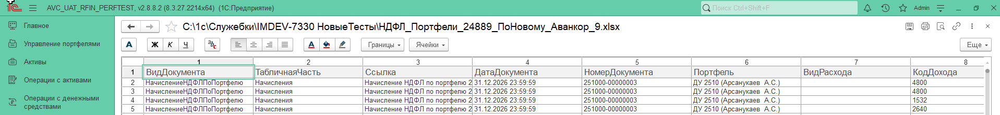 1С AVC_UAT_RFIN_PERFTEST, v2.8.8.2 (8.3.27.2214x64) (1С:Предприятие) Поиск Ctrl+Shift+F Admin
Главное
Управление портфелями
Активы
Операции с активами
Операции с денежными
средствами
C:\1c\Служебки\IMDEV-7330 НовыеТесты\НДФЛ_Портфели_24889_ПоНовому_Аванкор_9.xlsx
А Ж К Ч abc А Границы Ячейки Еще
1 2 3 4 5 6 7 8
1 ВидДокумента ТабличнаяЧасть Ссылка ДатаДокумента НомерДокумента Портфель ВидРасхода КодДохода
2 НачислениеНДФЛПоПортфелю Начисления Начисление НДФЛ по портфелю 2 31.12.2026 23:59:59 251000-00000003 ДУ 2510 (Арсанукаев А.С.) 4800
3 НачислениеНДФЛПоПортфелю Начисления Начисление НДФЛ по портфелю 2 31.12.2026 23:59:59 251000-00000003 ДУ 2510 (Арсанукаев А.С.) 4800
4 НачислениеНДФЛПоПортфелю Начисления Начисление НДФЛ по портфелю 2 31.12.2026 23:59:59 251000-00000003 ДУ 2510 (Арсанукаев А.С.) 1532
5 НачислениеНДФЛПоПортфелю Начисления Начисление НДФЛ по портфелю 2 31.12.2026 23:59:59 251000-00000003 ДУ 2510 (Арсанукаев А.С.) 2640